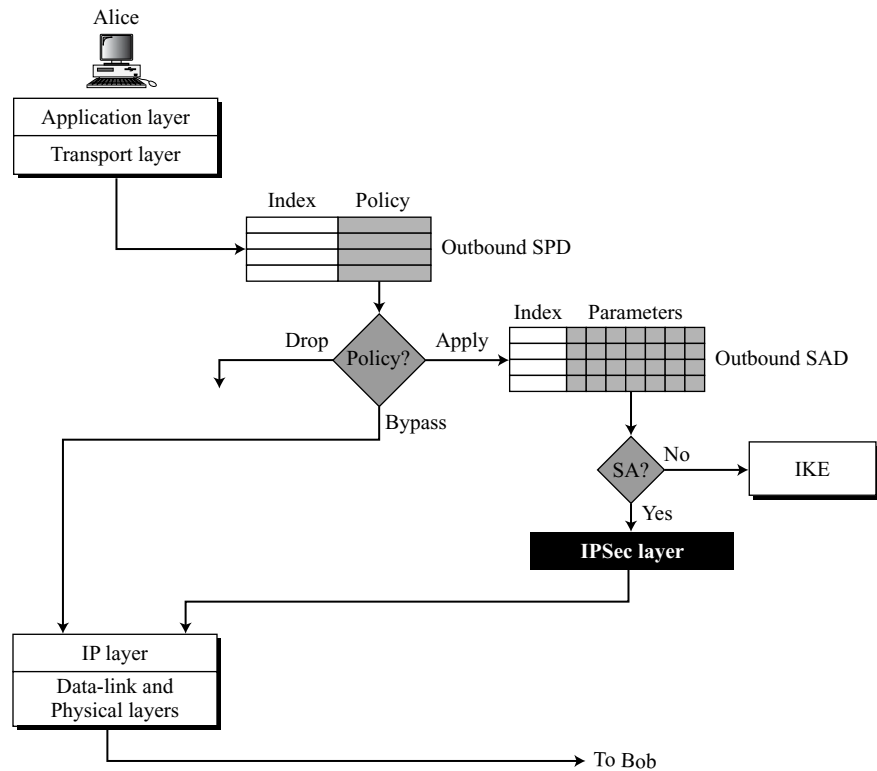 Alice
Application layer
Transport layer
Index Policy
Outbound SPD
Index Parameters
Drop
Policy?
Apply
Outbound SAD
Bypass
SA?
No
IKE
Yes
IPSec layer
IP layer
Data-link and
Physical layers
To Bob